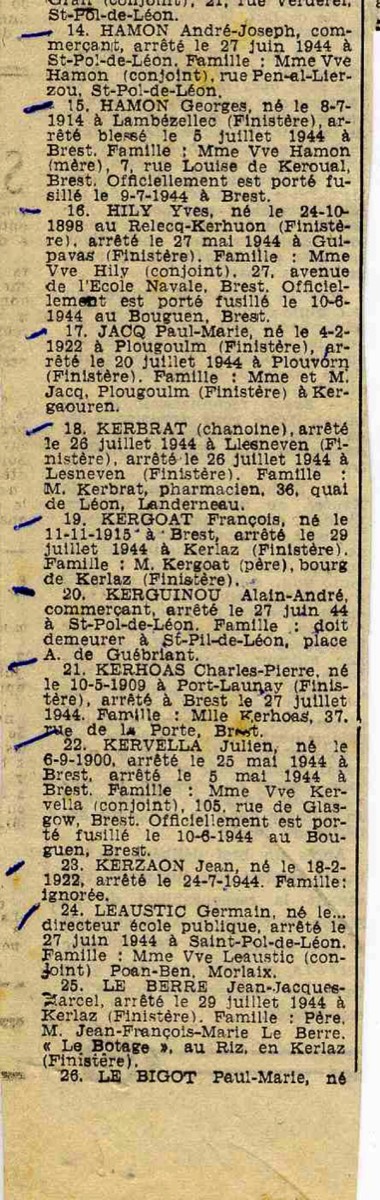 Grall (conjoint), 21, rue Verderel,
St-Pol-de-Léon.
14. HAMON André-Joseph, com-
merçant, arrêté le 27 juin 1944 à
St-Pol-de-Léon. Famille : Mme Vve
Hamon (conjoint), rue Pen-al-Lier-
zou, St-Pol-de-Léon.
15. HAMON Georges, né le 8-7-
1914 à Lambézellec (Finistère), ar-
rêté blessé le 5 juillet 1944 à
Brest. Famille : Mme Vve Hamon
(mère), 7, rue Louise de Keroual,
Brest. Officiellement est porté fu-
sillé le 9-7-1944 à Brest.
16. HILY Yves, né le 24-10-
1898 au Relecq-Kerhuon (Finistè-
re), arrêté le 27 mai 1944 à Gui-
pavas (Finistère). Famille : Mme
Vve Hily (conjoint), 27, avenue
de l'Ecole Navale, Brest. Officiel-
lement est porté fusillé le 10-6-
1944 au Bouguen, Brest.
17. JACQ Paul-Marie, né le 4-2-
1922 à Plougoulm (Finistère), ar-
rêté le 20 juillet 1944 à Plouvorn
(Finistère). Famille : Mme et M.
Jacq, Plougoulm (Finistère) à Ker-
gaouren.
18. KERBRAT (chanoine), arrêté
le 26 juillet 1944 à Llesneven (Fi-
nistère), arrêté le 26 juillet 1944 à
Lesneven (Finistère). Famille :
M. Kerbrat, pharmacien, 36, quai
de Léon, Landerneau.
19. KERGOAT François, né le
11-11-1915 à Brest, arrêté le 29
juillet 1944 à Kerlaz (Finistère).
Famille : M. Kergoat (père), bourg
de Kerlaz (Finistère).
20. KERGUINOU Alain-André,
commerçant, arrêté le 27 juin 44
à St-Pol-de-Léon. Famille : doit
demeurer à St-Pil-de-Léon, place
A. de Guébriant.
21. KERHOAS Charles-Pierre, né
le 10-5-1909 à Port-Launay (Finis-
tère), arrêté à Brest le 27 juillet
1944. Famille : Mlle Kerhoas, 37,
rue de la Porte, Brest.
22. KERVELLA Julien, né le
6-9-1900, arrêté le 25 mai 1944 à
Brest, arrêté le 5 mai 1944 à
Brest. Famille : Mme Vve Ker-
vella (conjoint), 105, rue de Glas-
gow, Brest. Officiellement est por-
té fusillé le 10-6-1944 au Bou-
guen, Brest.
23. KERZAON Jean, né le 18-2-
1922, arrêté le 24-7-1944. Famille:
ignorée.
24. LEAUSTIC Germain, né le...
directeur école publique, arrêté le
27 juin 1944 à Saint-Pol-de-Léon.
Famille : Mme Vve Leaustic (con-
joint) Poan-Ben, Morlaix.
25. LE BERRE Jean-Jacques-
Marcel, arrêté le 29 juillet 1944 à
Kerlaz (Finistère). Famille : Père,
M. Jean-François-Marie Le Berre,
« Le Botage », au Riz, en Kerlaz
(Finistère).
26. LE BIGOT Paul-Marie, né